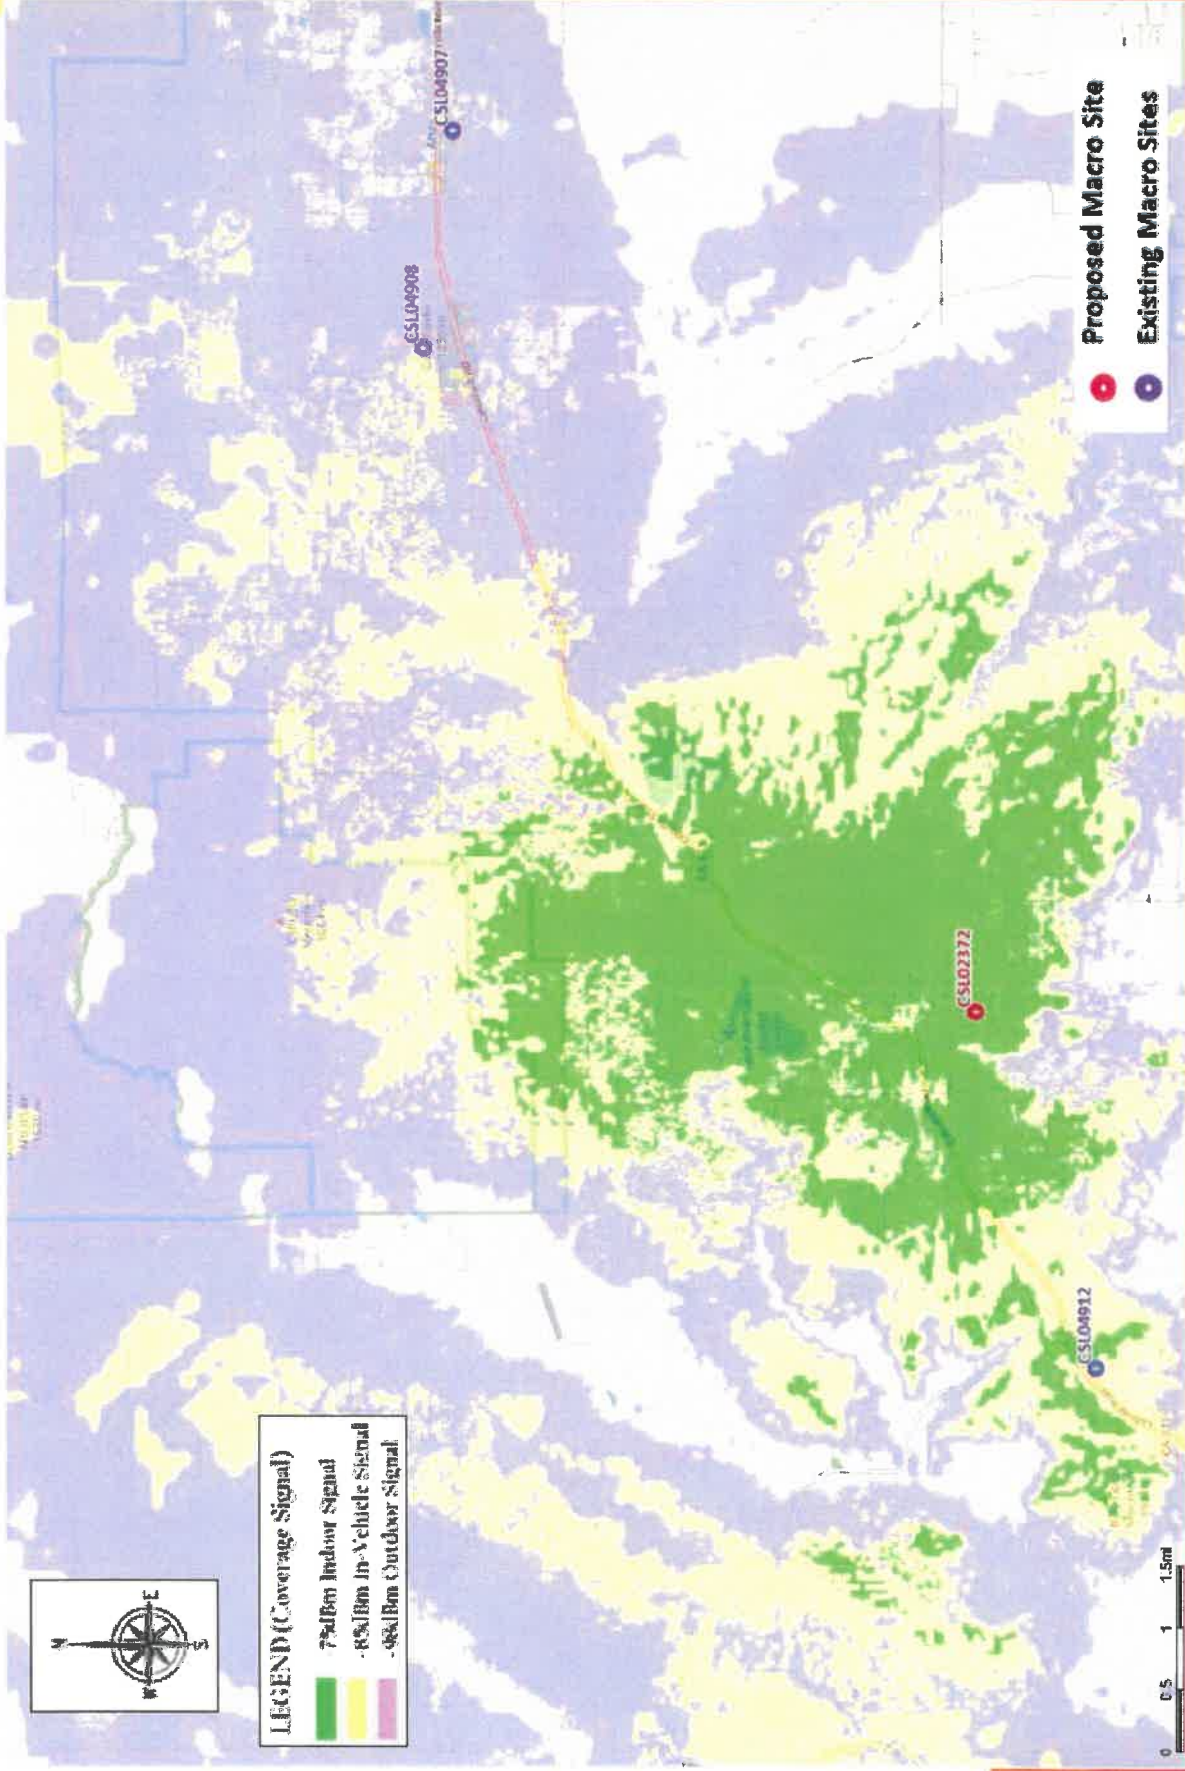 N
W
E
S
LEGEND (Coverage Signal)
-75dBm Indoor Signal
-85dBm In-Vehicle Signal
Outdoor Signal
CSL04907
CSL04908
CSL02372
CSL04912
Proposed Macro Site
Existing Macro Sites
0 0.5 1 1.5mi